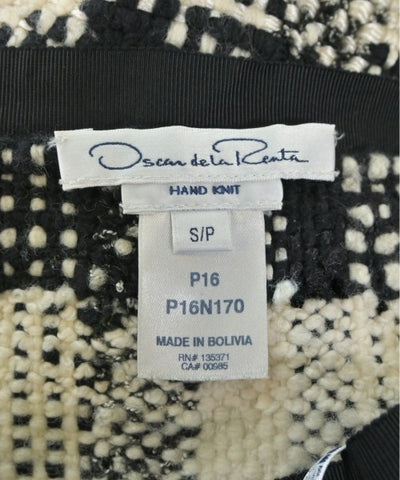 Oscar de la Renta
HAND KNIT
S/P
P16
P16N170
MADE IN BOLIVIA
RN# 135371
CA# 00985